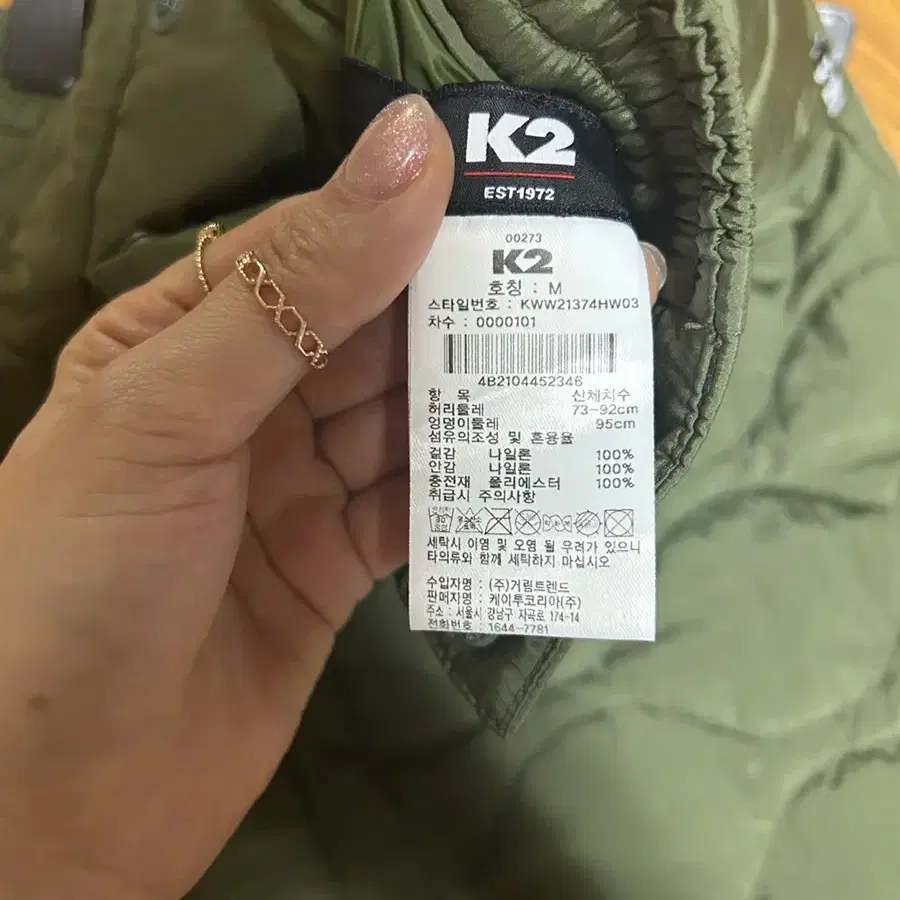 K2
EST1972
00273
K2
호칭 : M
스타일번호 : KWW21374HW03
차수 : 0000101
4B2104452346
항 목 신체치수
허리둘레 73-92cm
엉덩이둘레 95cm
섬유의조성 및 혼용율
겉감 나일론 100%
안감 나일론 100%
충전재 폴리에스터 100%
취급시 주의사항
세탁시 이염 및 오염 될 우려가 있으니
타의류와 함께 세탁하지 마십시오
수입자명 : (주)거림트렌드
판매자명 : 케이투코리아(주)
주소 : 서울시 강남구 자곡로 174-14
전화번호 : 1644-7781